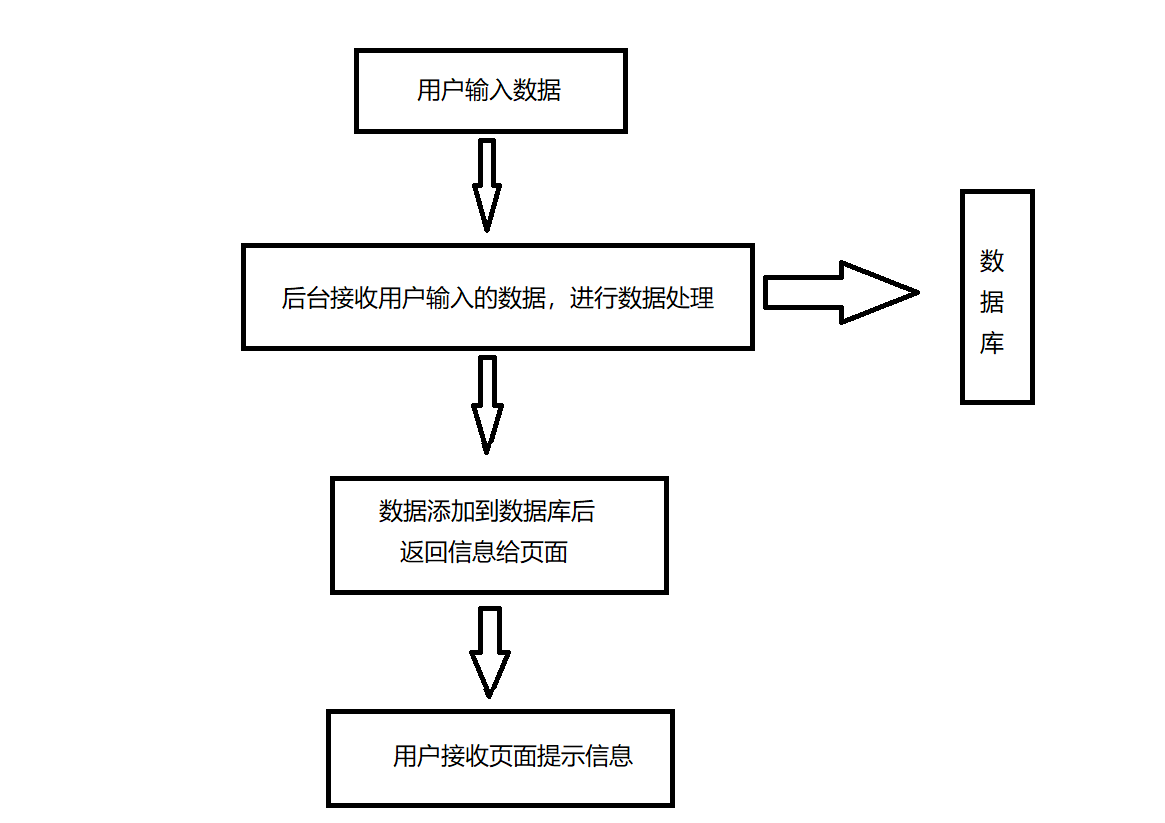 用户输入数据
后台接收用户输入的数据，进行数据处理
数
据
库
数据添加到数据库后
返回信息给页面
用户接收页面提示信息